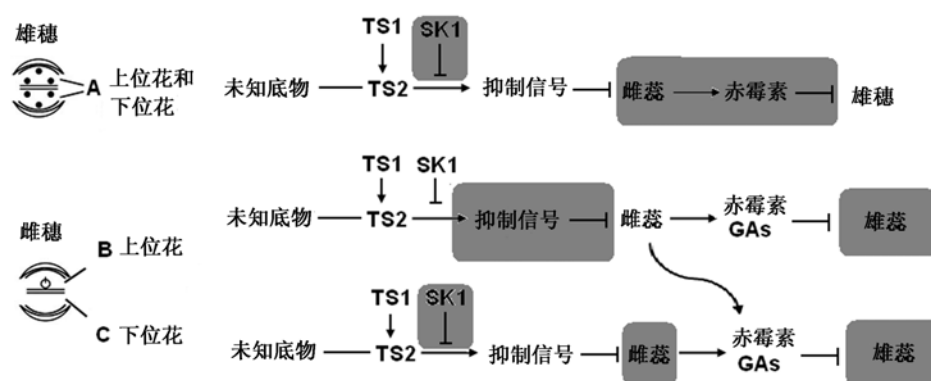 雄穗
A 上位花和
下位花
TS1
SK1
未知底物
TS2
抑制信号
雌蕊
赤霉素
雄穗
雌穗
B 上位花
TS1
SK1
未知底物
TS2
抑制信号
雌蕊
赤霉素
GAs
雄蕊
C 下位花
TS1
SK1
未知底物
TS2
抑制信号
雌蕊
赤霉素
GAs
雄蕊